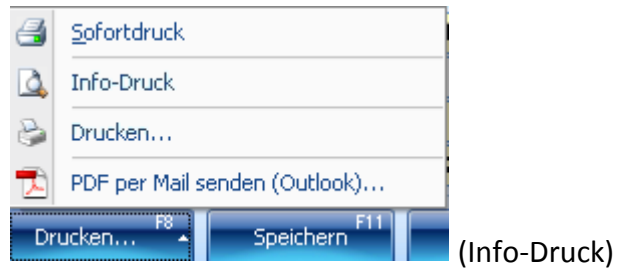 Sofortdruck
Info-Druck
Drucken...
PDF per Mail senden (Outlook)...
Drucken... F8 Speichern F11
(Info-Druck)